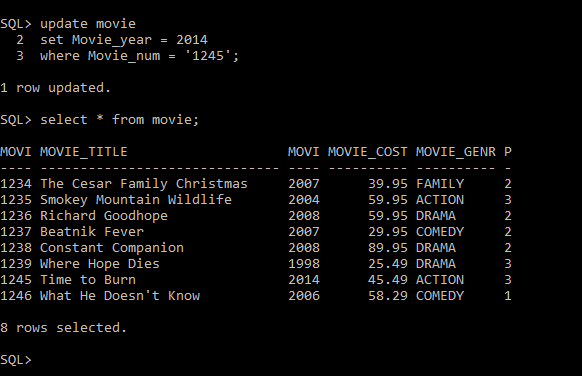 SQL> update movie
  2  set Movie_year = 2014
  3  where Movie_num = '1245';
1 row updated.
SQL> select * from movie;
MOVI MOVIE_TITLE                    MOVI MOVIE_COST MOVIE_GENR P
---- ------------------------------ ---- ---------- ---------- -
1234 The Cesar Family Christmas     2007      39.95 FAMILY     2
1235 Smokey Mountain Wildlife       2004      59.95 ACTION     3
1236 Richard Goodhope               2008      59.95 DRAMA      2
1237 Beatnik Fever                  2007      29.95 COMEDY     2
1238 Constant Companion             2008      89.95 DRAMA      2
1239 Where Hope Dies                1998      25.49 DRAMA      3
1245 Time to Burn                   2014      45.49 ACTION     3
1246 What He Doesn't Know           2006      58.29 COMEDY     1
8 rows selected.
SQL>